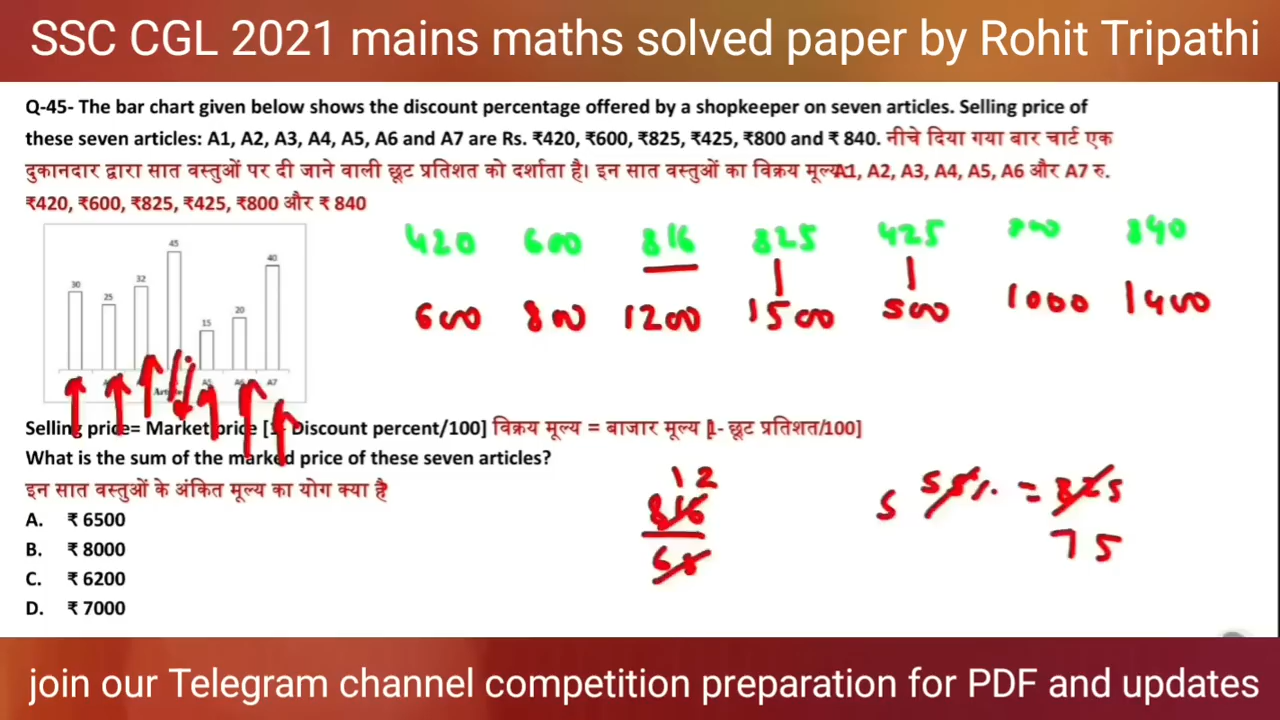 SSC CGL 2021 mains maths solved paper by Rohit Tripathi
Q-45- The bar chart given below shows the discount percentage offered by a shopkeeper on seven articles. Selling price of
these seven articles: A1, A2, A3, A4, A5, A6 and A7 are Rs. ₹420, ₹600, ₹825, ₹425, ₹800 and ₹ 840. नीचे दिया गया बार चार्ट एक
दुकानदार द्वारा सात वस्तुओं पर दी जाने वाली छूट प्रतिशत को दर्शाता है। इन सात वस्तुओं का विक्रय मूल्य A1, A2, A3, A4, A5, A6 और A7 रु.
₹420, ₹600, ₹825, ₹425, ₹800 और ₹ 840
420 600 816 825 425 800 840
600 800 1200 1500 500 1000 1400
30 25 32 45 15 20 40
A7
Selling price= Market price [1- Discount percent/100] विक्रय मूल्य = बाजार मूल्य [1- छूट प्रतिशत/100]
What is the sum of the marked price of these seven articles?
इन सात वस्तुओं के अंकित मूल्य का योग क्या है
A. ₹ 6500
B. ₹ 8000
C. ₹ 6200
D. ₹ 7000
12
816
68
5 55% = 825
75
join our Telegram channel competition preparation for PDF and updates